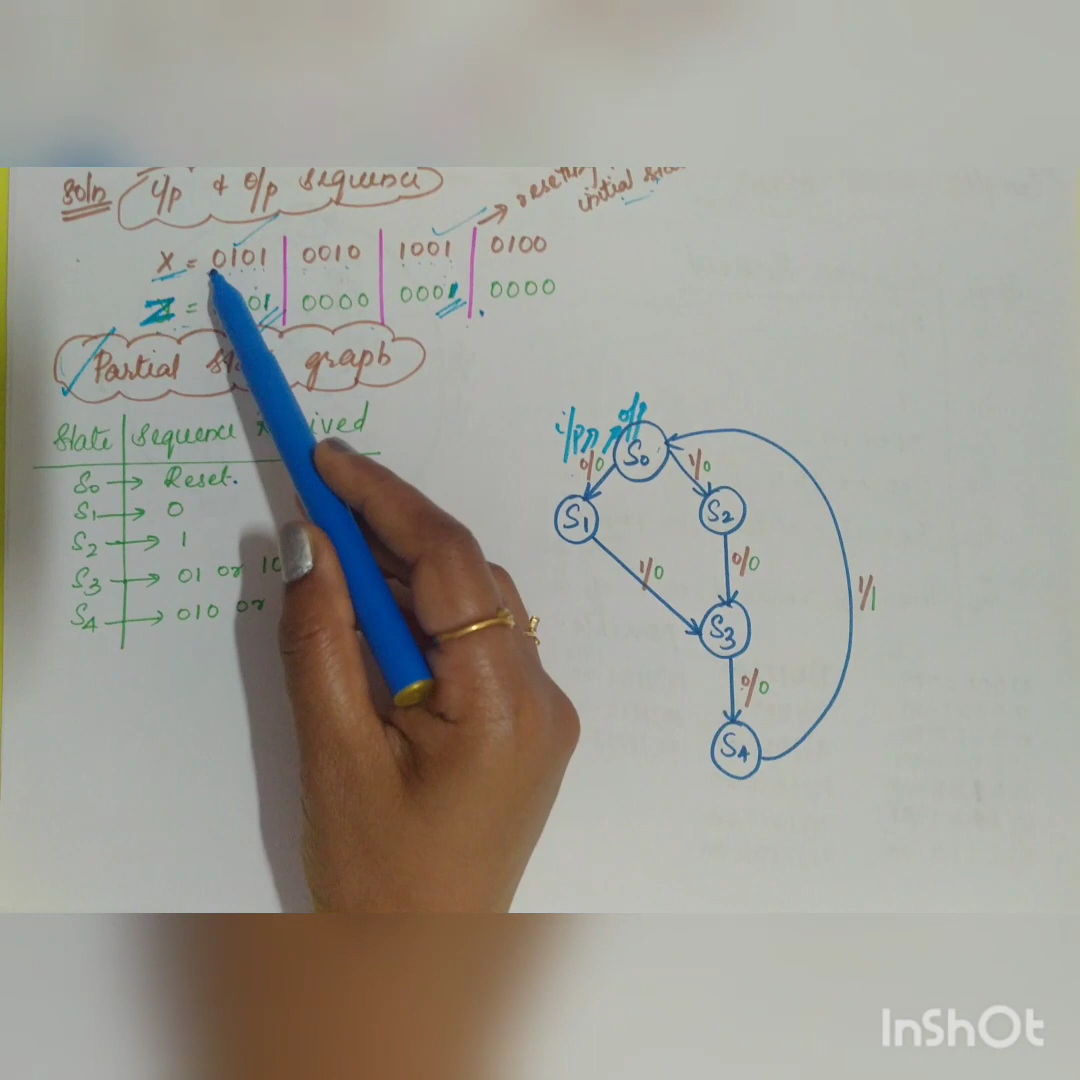 soln i/p + o/p sequence
initial
X = 0101 | 0010 | 1001 | 0100
Z = 01 | 0000 | 0001 | 0000
Partial graph
State Sequence
S0 → Reset.
S1 → 0
S2 → 1
S3 → 01 or 10
S4 → 010 or
i/p o/p
S0
0/0 1/0
S1 S2
1/0 0/0
S3
1/1
0/0
S4
InShOt